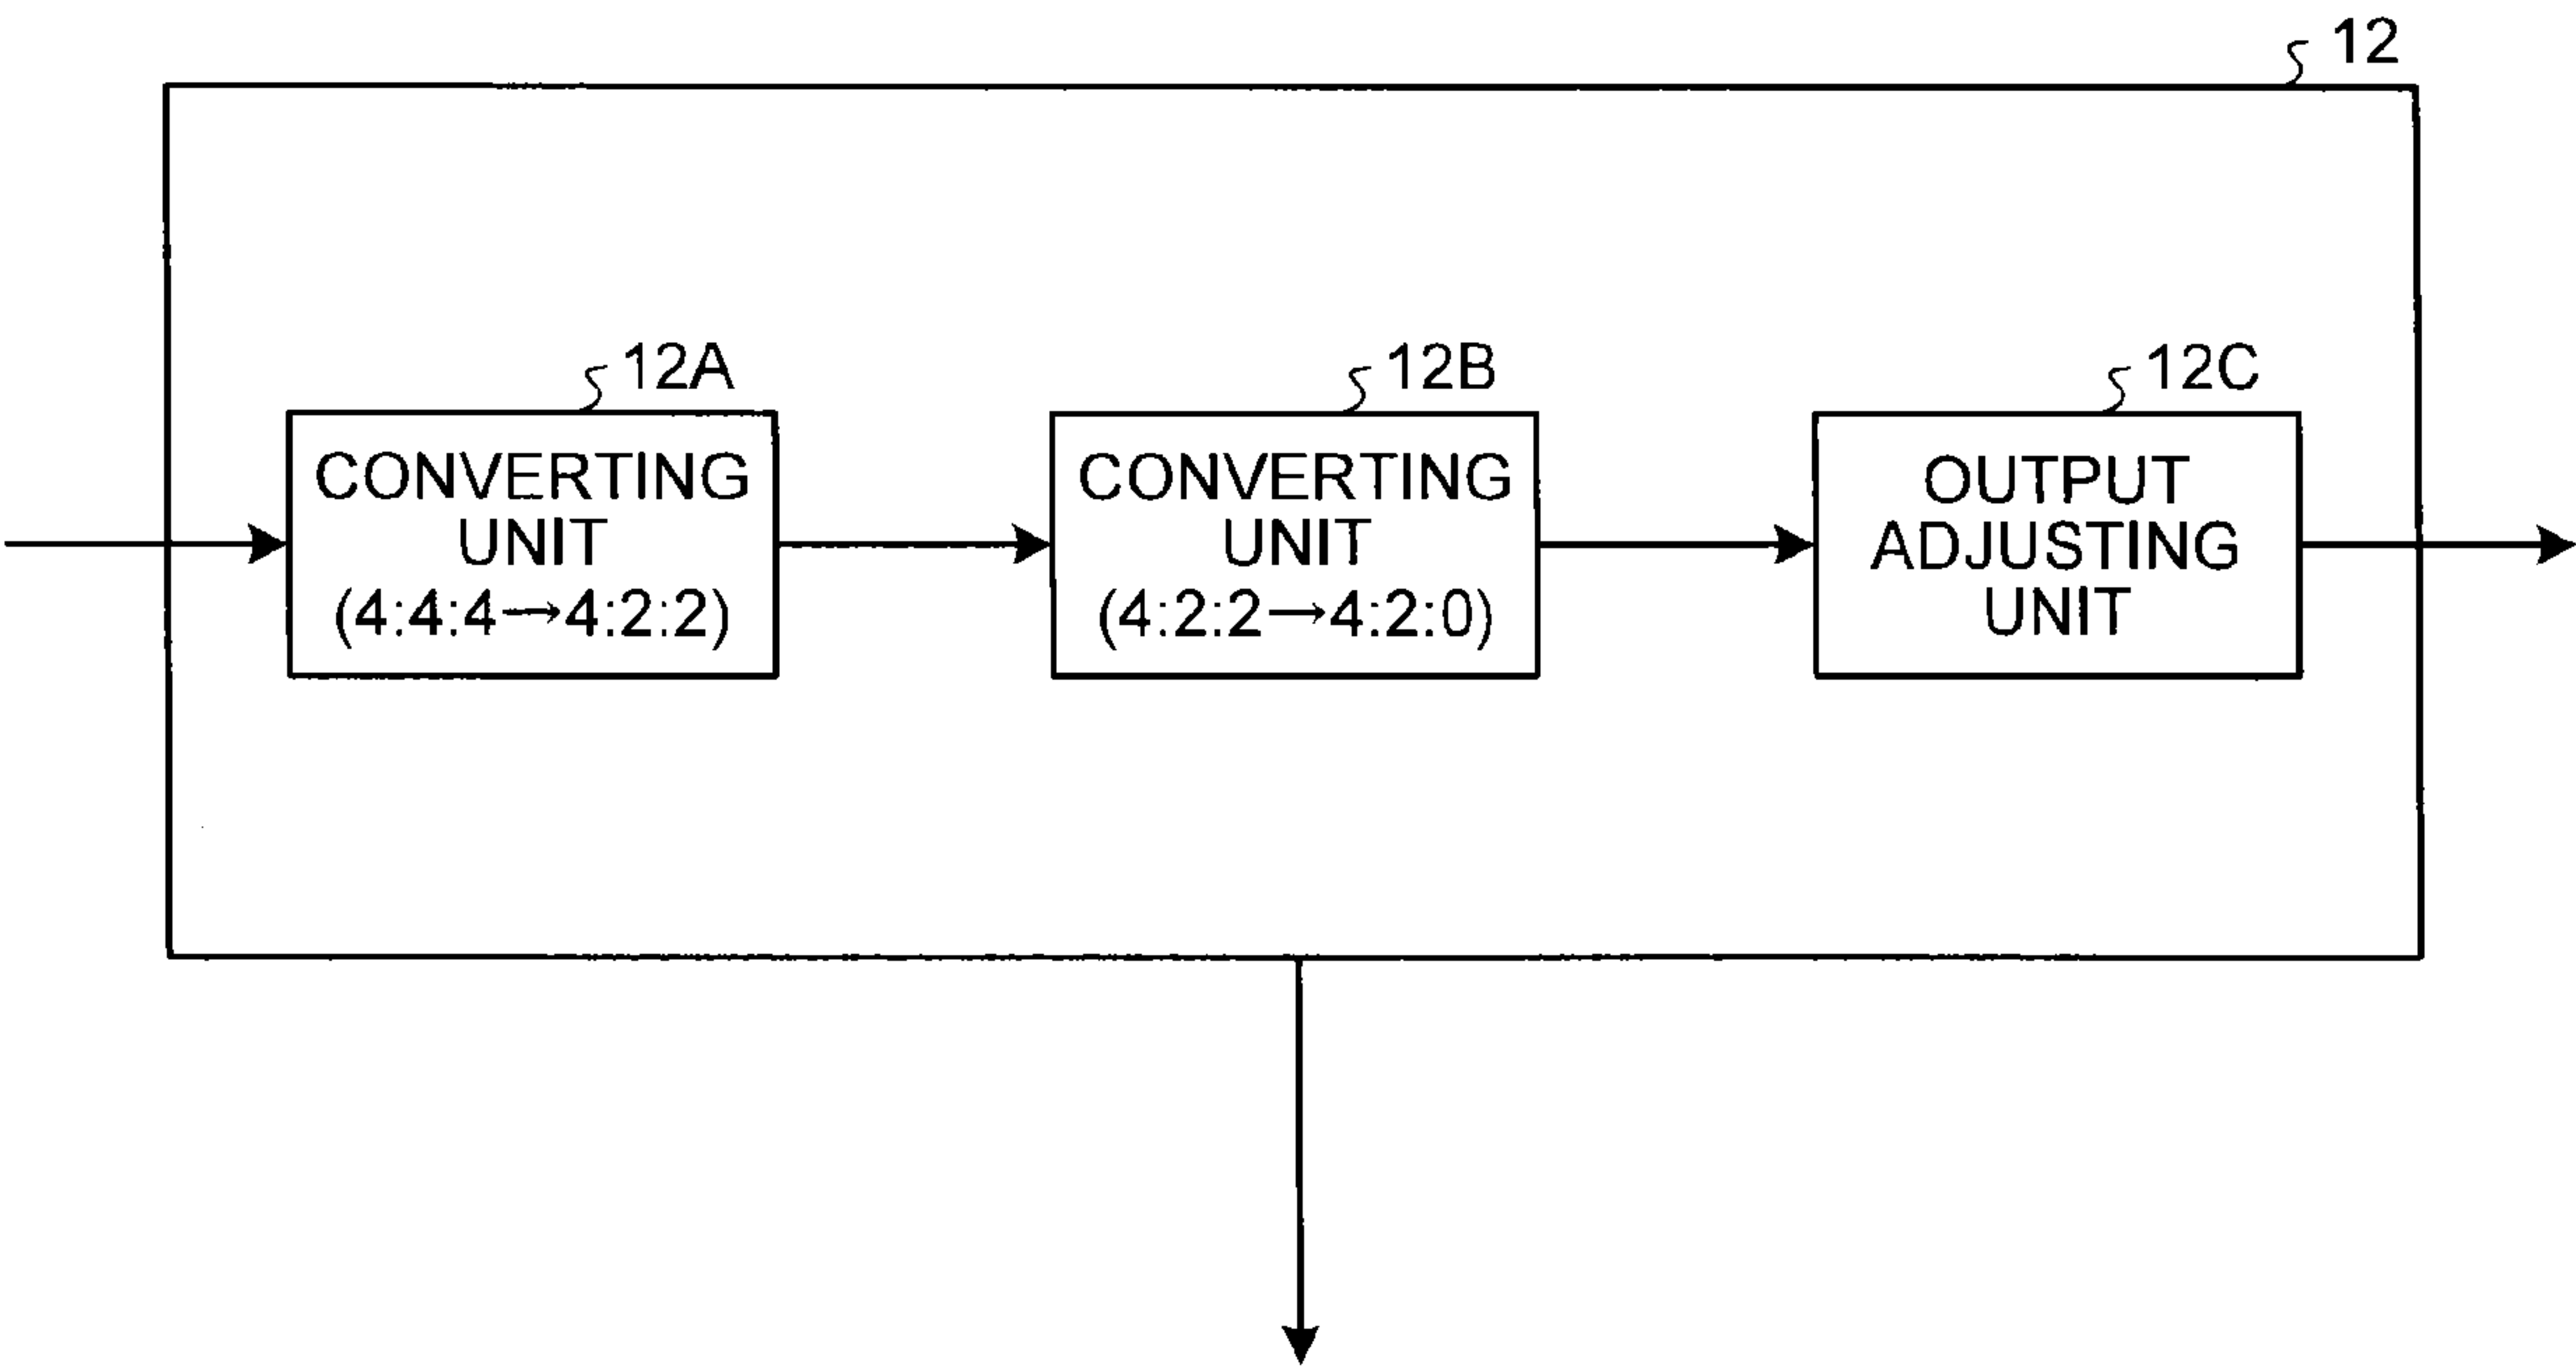 12
12A
CONVERTING
UNIT
(4:4:4→4:2:2)
12B
CONVERTING
UNIT
(4:2:2→4:2:0)
12C
OUTPUT
ADJUSTING
UNIT